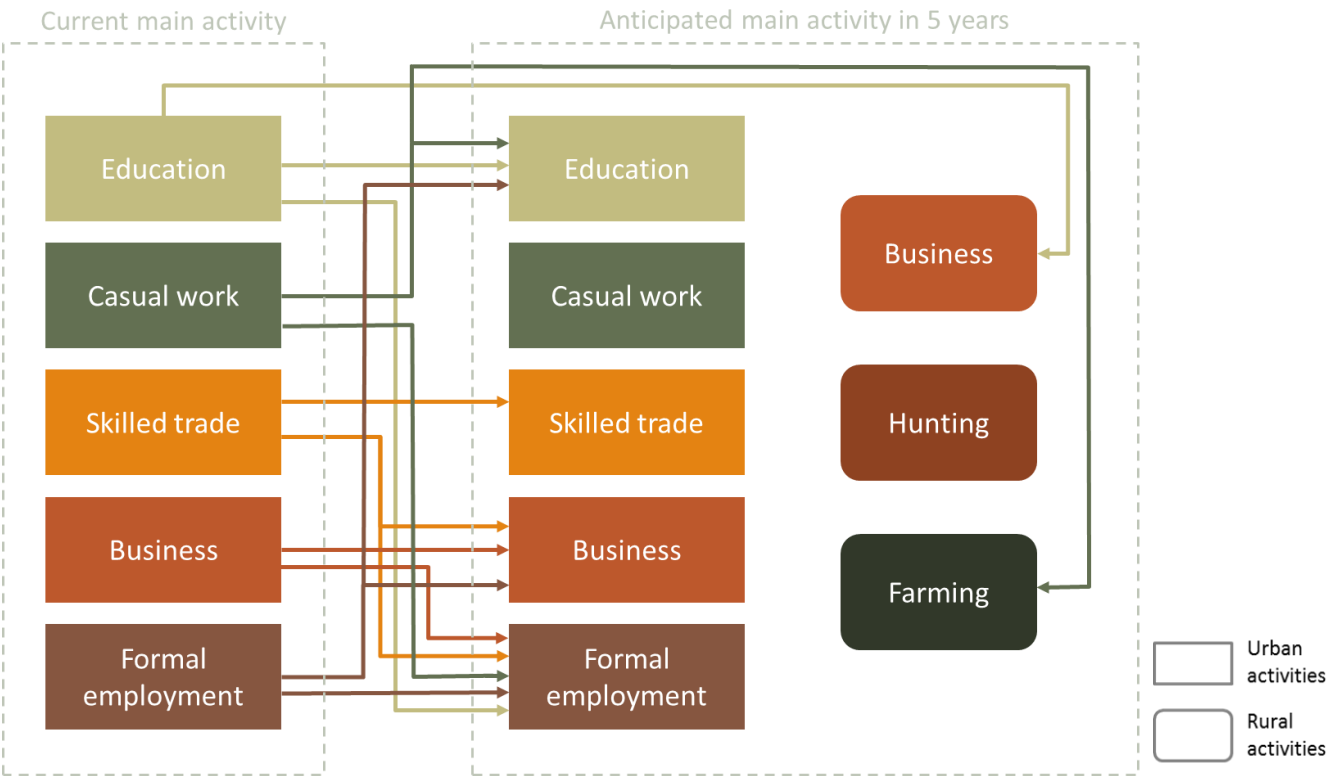 Current main activity
Anticipated main activity in 5 years
Education
Casual work
Skilled trade
Business
Formal
employment
Education
Casual work
Skilled trade
Business
Formal
employment
Business
Hunting
Farming
Urban
activities
Rural
activities